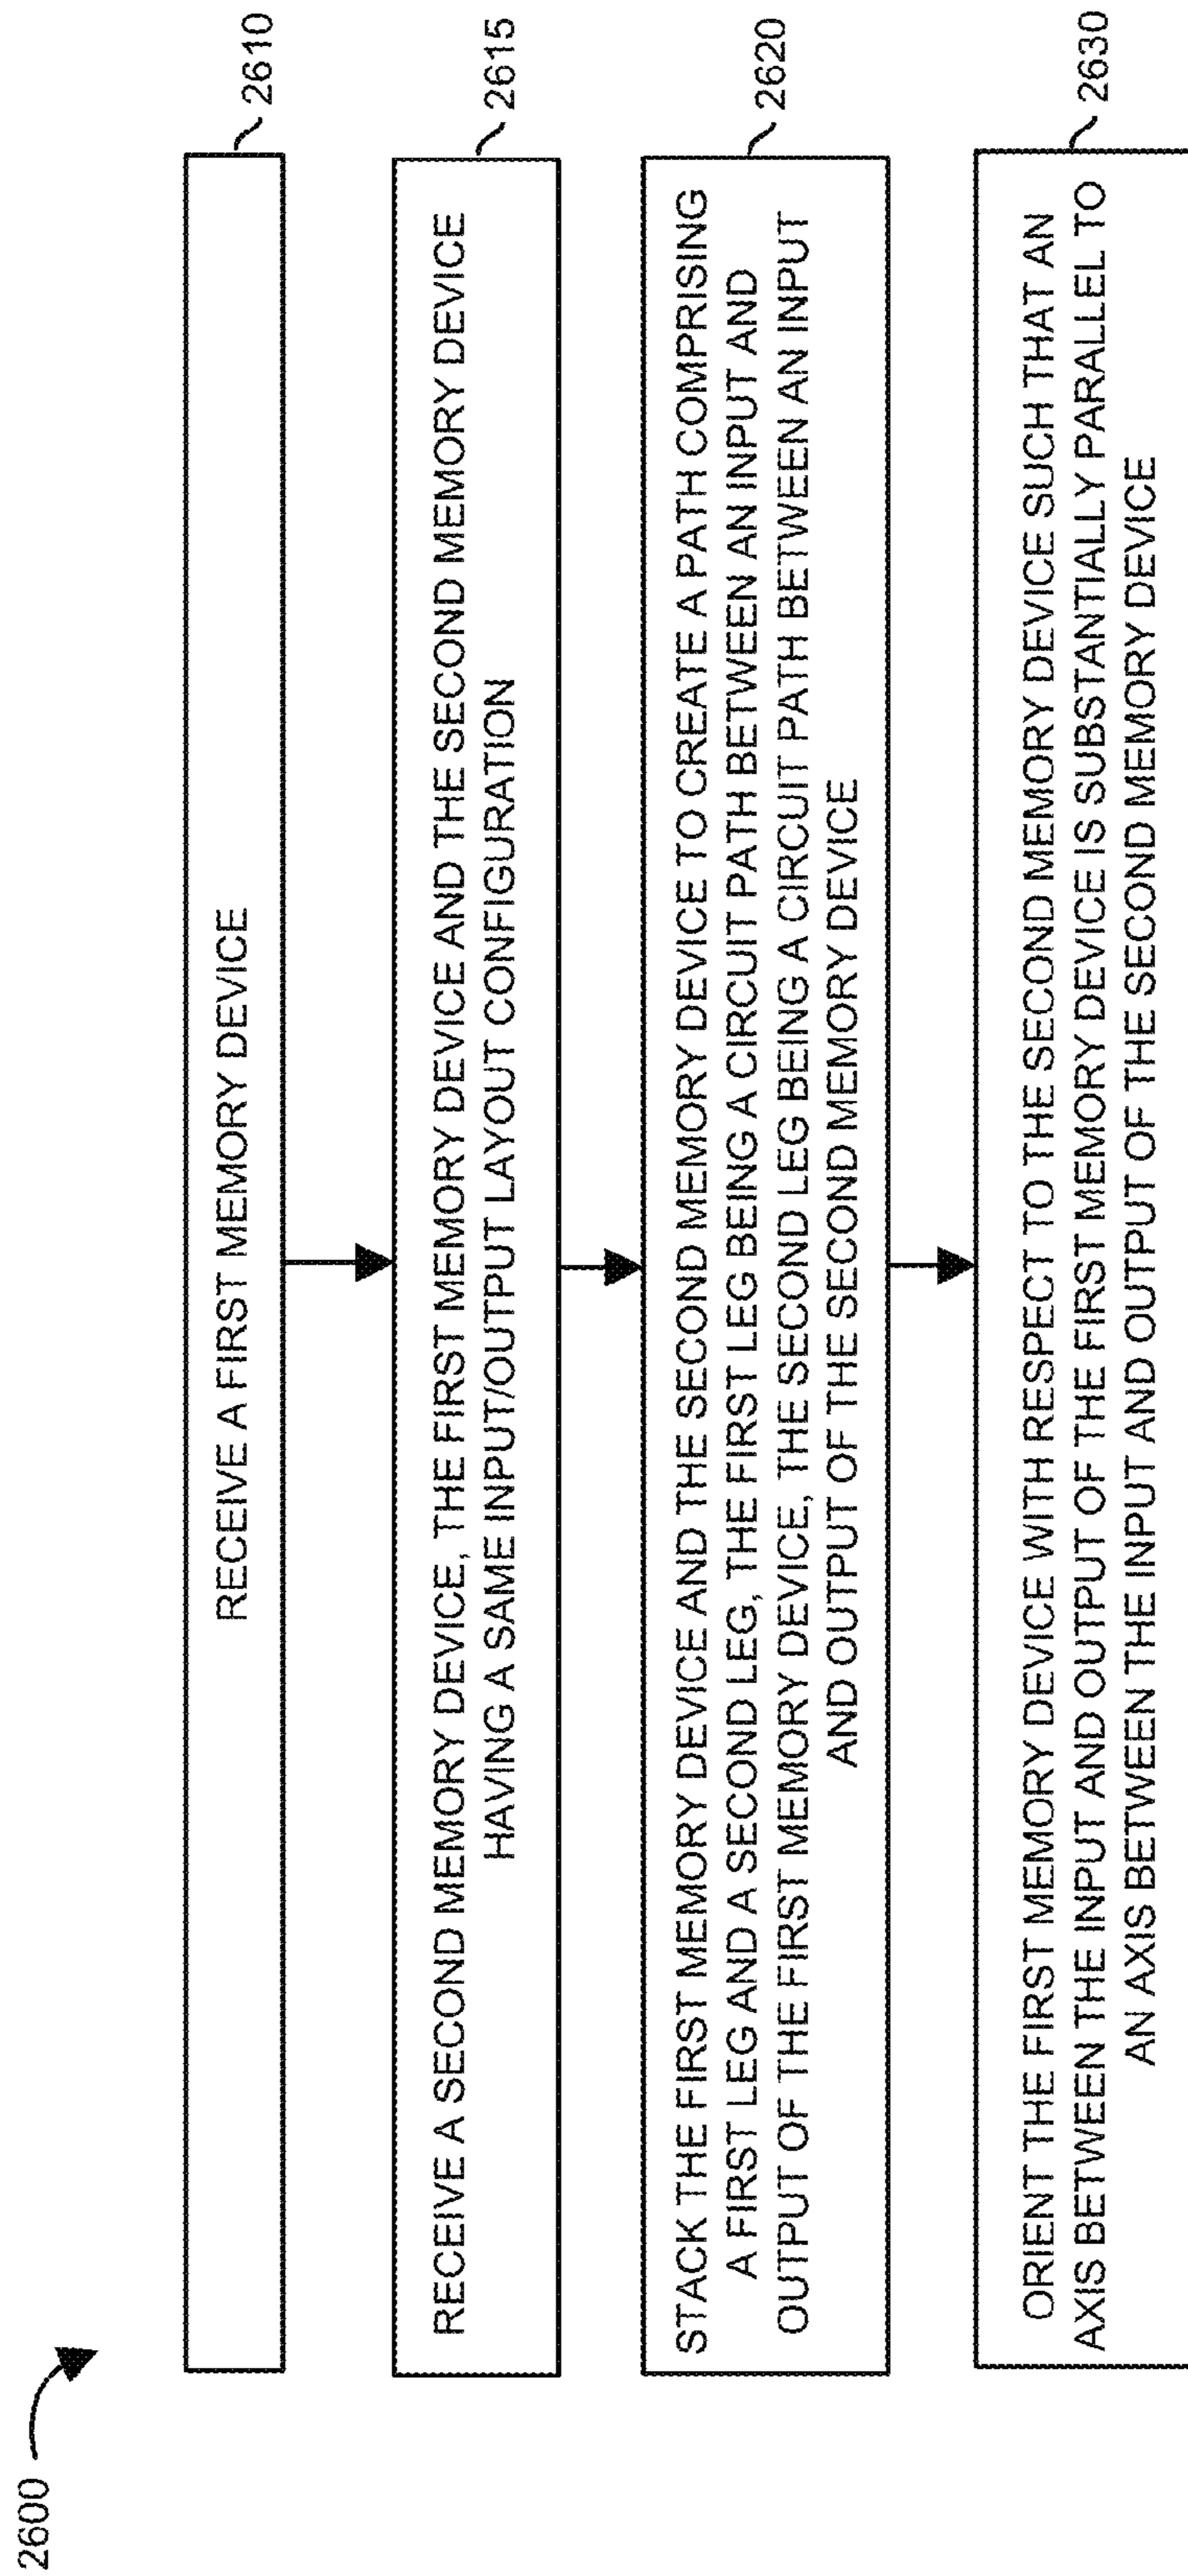 2600
RECEIVE A FIRST MEMORY DEVICE
2610
RECEIVE A SECOND MEMORY DEVICE, THE FIRST MEMORY DEVICE AND THE SECOND MEMORY DEVICE
HAVING A SAME INPUT/OUTPUT LAYOUT CONFIGURATION
2615
STACK THE FIRST MEMORY DEVICE AND THE SECOND MEMORY DEVICE TO CREATE A PATH COMPRISING
A FIRST LEG AND A SECOND LEG, THE FIRST LEG BEING A CIRCUIT PATH BETWEEN AN INPUT AND
OUTPUT OF THE FIRST MEMORY DEVICE, THE SECOND LEG BEING A CIRCUIT PATH BETWEEN AN INPUT
AND OUTPUT OF THE SECOND MEMORY DEVICE
2620
ORIENT THE FIRST MEMORY DEVICE WITH RESPECT TO THE SECOND MEMORY DEVICE SUCH THAT AN
AXIS BETWEEN THE INPUT AND OUTPUT OF THE FIRST MEMORY DEVICE IS SUBSTANTIALLY PARALLEL TO
AN AXIS BETWEEN THE INPUT AND OUTPUT OF THE SECOND MEMORY DEVICE
2630